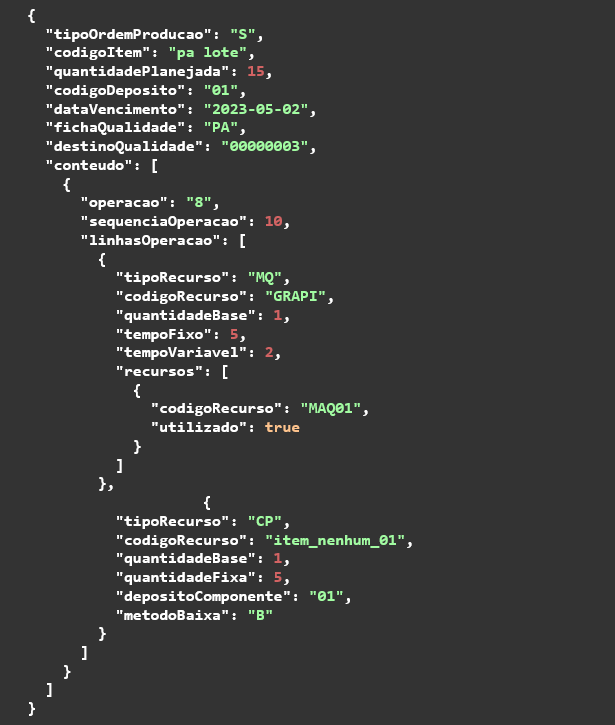 {
"tipoOrdemProducao": "S",
"codigoItem": "pa lote",
"quantidadePlanejada": 15,
"codigoDeposito": "01",
"dataVencimento": "2023-05-02",
"fichaQualidade": "PA",
"destinoQualidade": "00000003",
"conteudo": [
{
"operacao": "8",
"sequenciaOperacao": 10,
"linhasOperacao": [
{
"tipoRecurso": "MQ",
"codigoRecurso": "GRAPI",
"quantidadeBase": 1,
"tempoFixo": 5,
"tempoVariavel": 2,
"recursos": [
{
"codigoRecurso": "MAQ01",
"utilizado": true
}
]
},
{
"tipoRecurso": "CP",
"codigoRecurso": "item_nenhum_01",
"quantidadeBase": 1,
"quantidadeFixa": 5,
"depositoComponente": "01",
"metodoBaixa": "B"
}
]
}
]
}